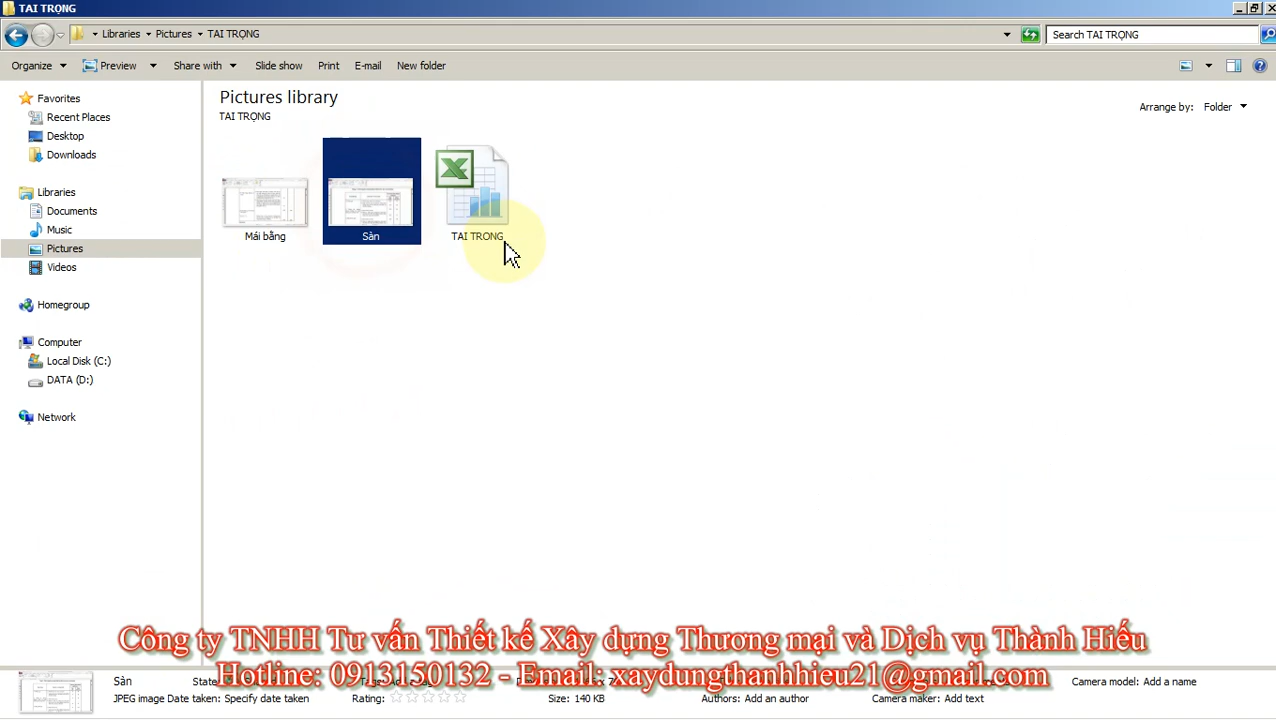 TAI TRỌNG
Libraries Pictures TAI TRỌNG
Search TAI TRỌNG
Organize Preview Share with Slide show Print E-mail New folder
Favorites
Recent Places
Desktop
Downloads
Libraries
Documents
Music
Pictures
Videos
Homegroup
Computer
Local Disk (C:)
DATA (D:)
Network
Pictures library
TAI TRỌNG
Arrange by: Folder
Mái bằng
Sàn
TAI TRONG
Công ty TNHH Tư vấn Thiết kế Xây dựng Thương mại và Dịch vụ Thành Hiếu
Hotline: 0913150132 - Email: xaydungthanhhieu21@gmail.com
Sàn
Camera model: Add a name
JPEG image Date taken: Specify date taken
Rating:
Size: 140 KB
Authors: Add an author
Camera maker: Add text